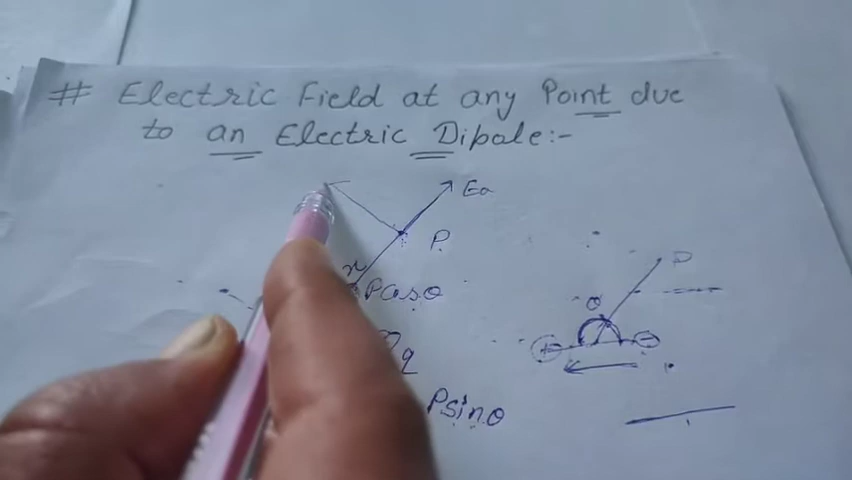 # Electric Field at any Point due
to an Electric Dipole:-
Ea
P
r
Pcosθ
θ
P
+
-
q
P
Psinθ